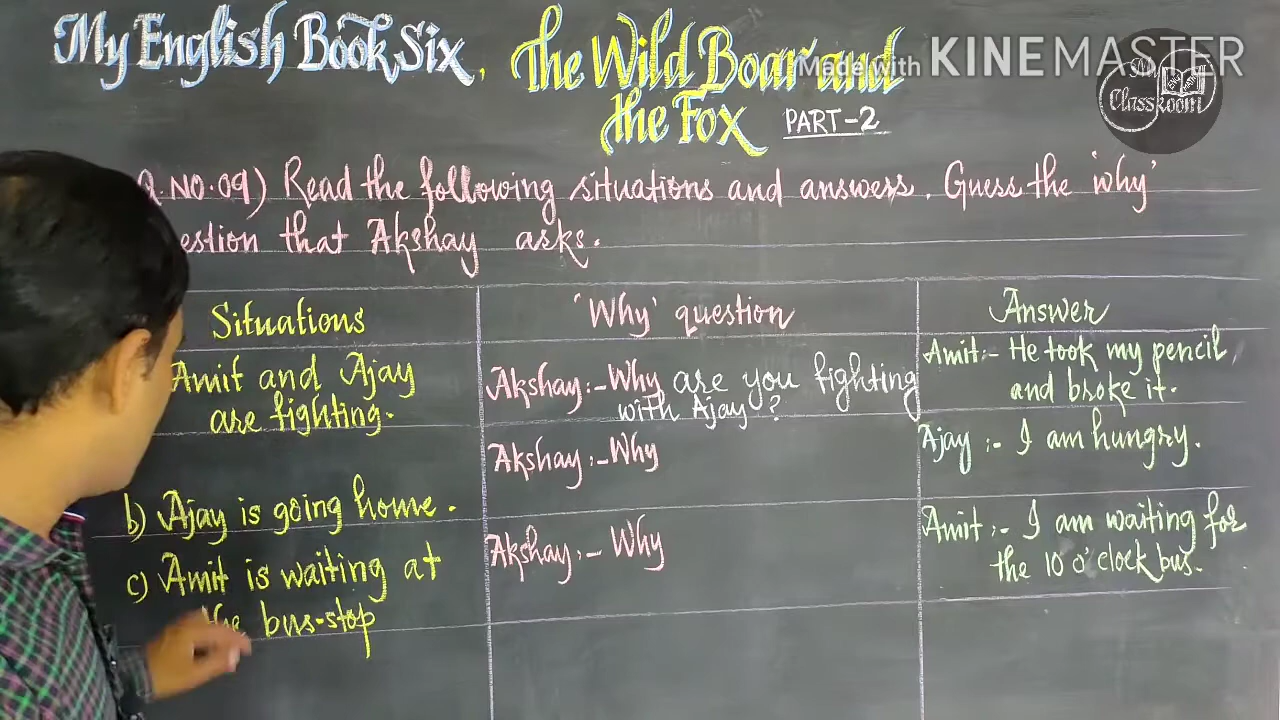 My English Book Six, The Wild Boar and
the Fox PART-2
Made with KINEMASTER
My Classroom
Q.NO.09) Read the following situations and answers. Guess the 'why'
estion that Akshay asks.
Situations
'Why' question
Answer
Amit and Ajay
are fighting.
Akshay:- Why are you fighting
with Ajay?
Amit:- He took my pencil,
and broke it.
b) Ajay is going home.
Akshay:- Why
Ajay:- I am hungry.
c) Amit is waiting at
the bus-stop
Akshay:- Why
Amit:- I am waiting for
the 10 o'clock bus.